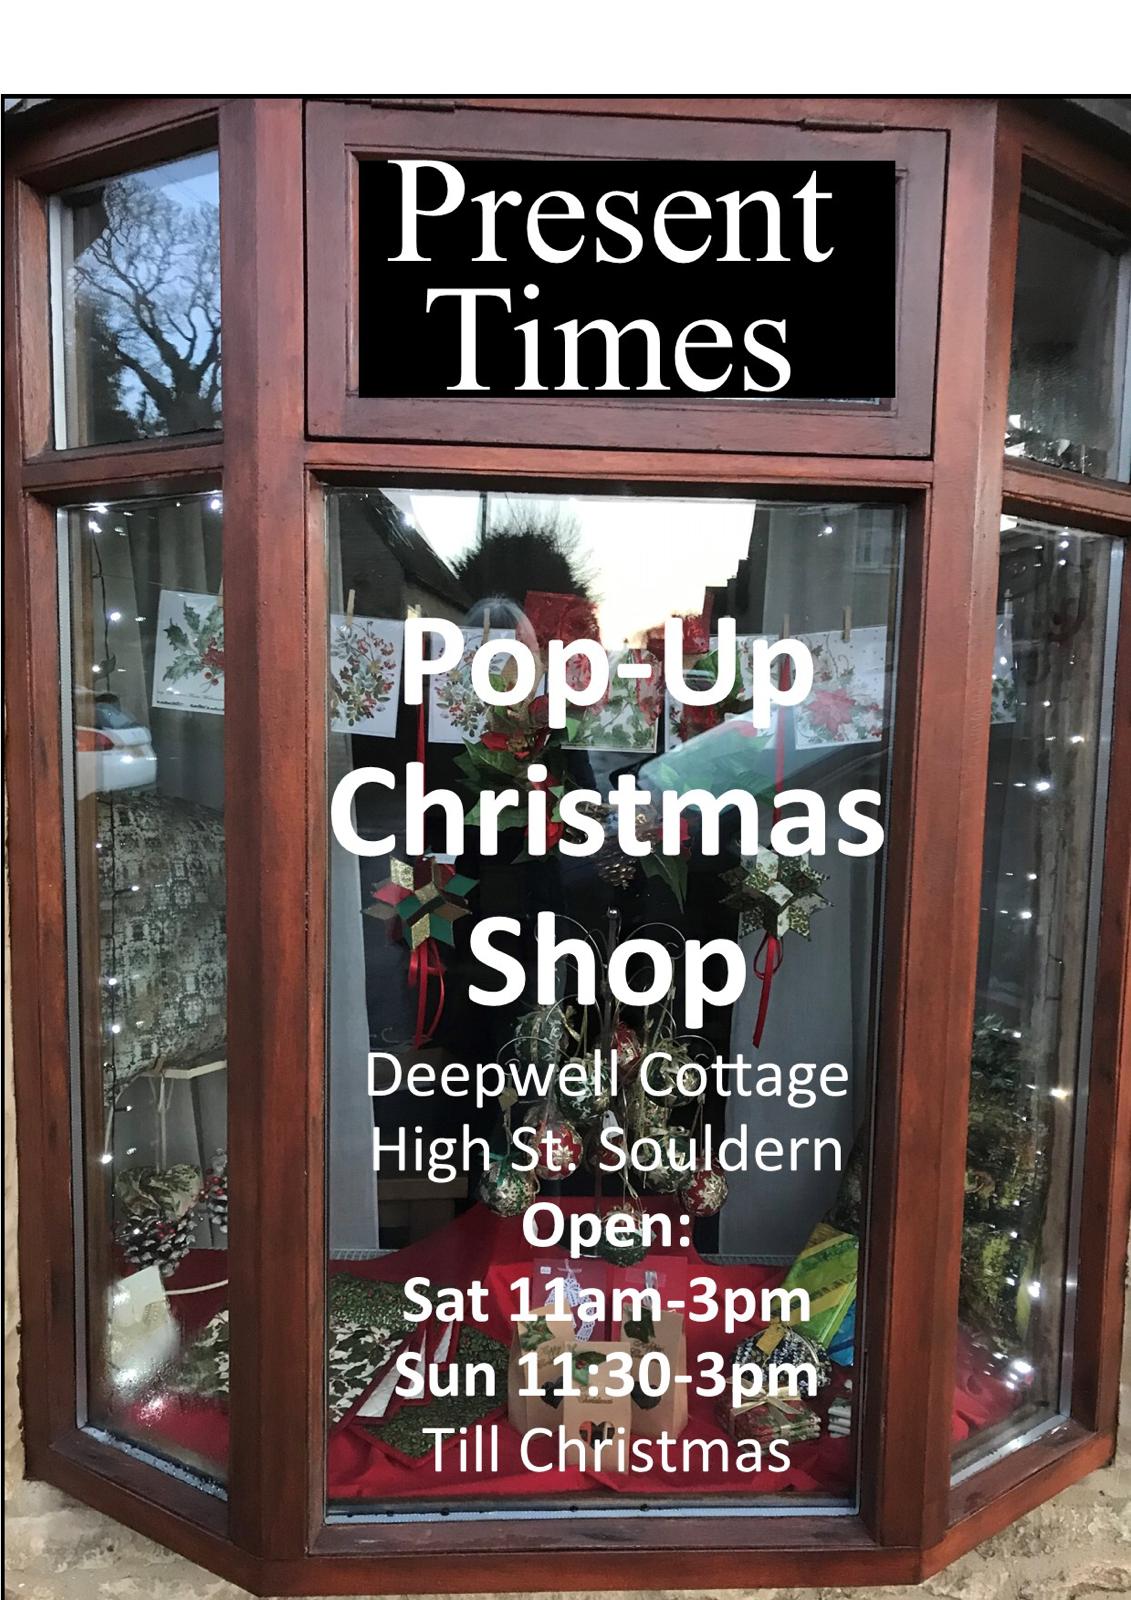 Present
Times
Pop-Up
Christmas
Shop
Deepwell Cottage
High St. Souldern
Open:
Sat 11am-3pm
Sun 11:30-3pm
Till Christmas